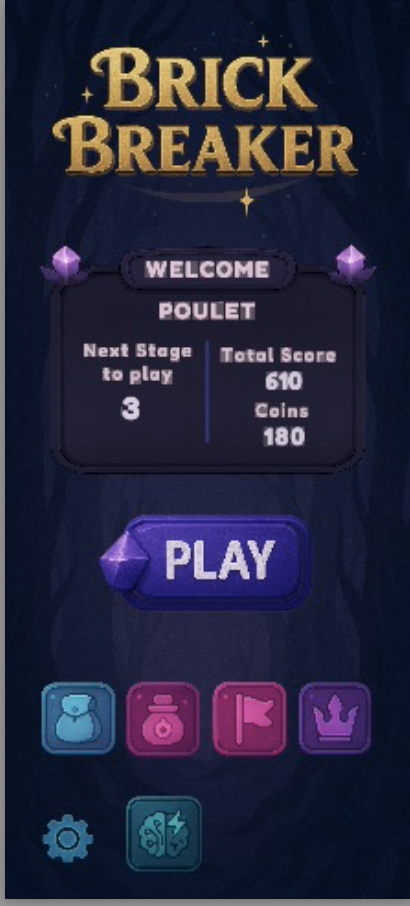 BRICK
BREAKER
WELCOME
POULET
Next Stage
to play
3
Total Score
610
Coins
180
PLAY